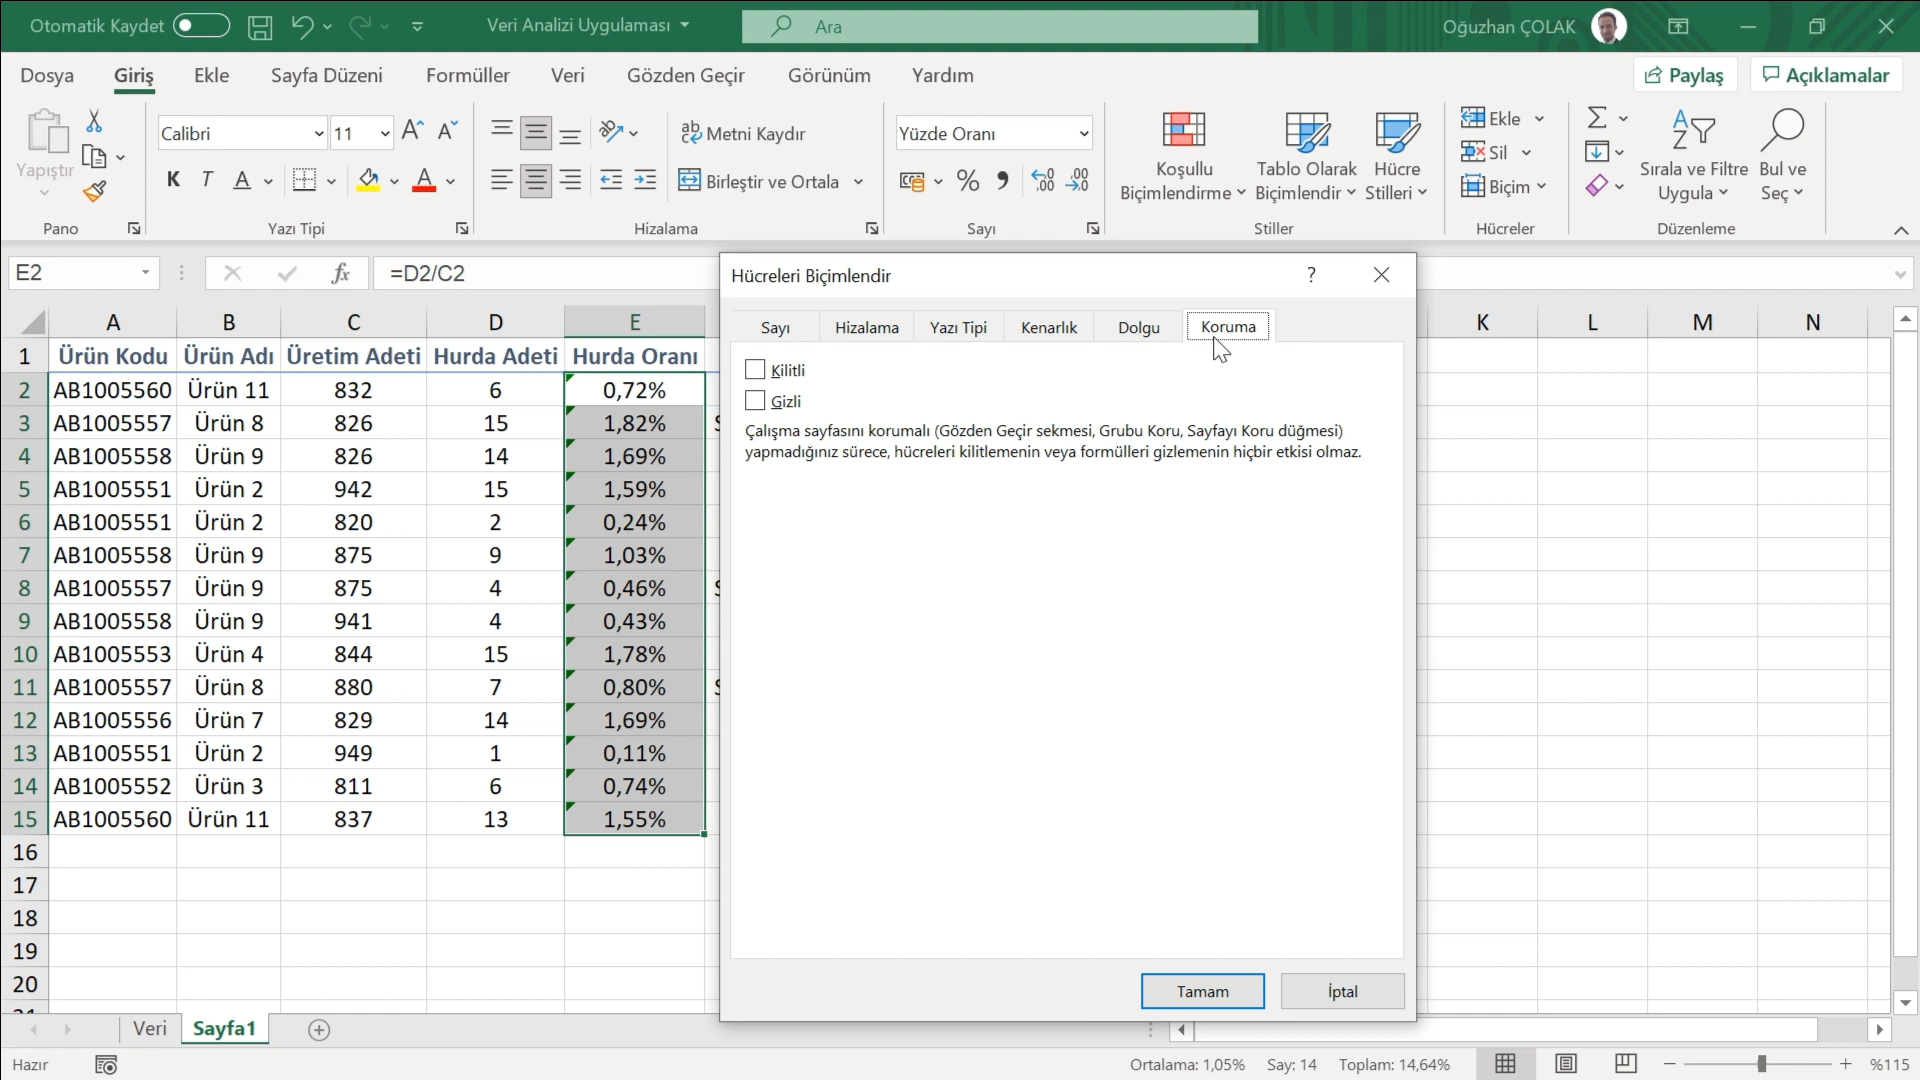 Otomatik Kaydet
Veri Analizi Uygulaması
Ara
Oğuzhan ÇOLAK
Dosya Giriş Ekle Sayfa Düzeni Formüller Veri Gözden Geçir Görünüm Yardım
Paylaş
Açıklamalar
Yapıştır
Pano
Calibri 11
K T A A
Yazı Tipi
Metni Kaydır
Birleştir ve Ortala
Hizalama
Yüzde Oranı
Sayı
Koşullu Biçimlendirme
Tablo Olarak Biçimlendir
Hücre Stilleri
Stiller
Ekle
Sil
Biçim
Hücreler
Sırala ve Filtre Uygula
Bul ve Seç
Düzenleme
E2 fx =D2/C2
Hücreleri Biçimlendir ?
Sayı Hizalama Yazı Tipi Kenarlık Dolgu Koruma
Kilitli
Gizli
Çalışma sayfasını korumalı (Gözden Geçir sekmesi, Grubu Koru, Sayfayı Koru düğmesi)
yapmadığınız sürece, hücreleri kilitlemenin veya formülleri gizlemenin hiçbir etkisi olmaz.
Tamam İptal
A B C D E K L M N
1 Ürün Kodu Ürün Adı Üretim Adeti Hurda Adeti Hurda Oranı
2 AB1005560 Ürün 11 832 6 0,72%
3 AB1005557 Ürün 8 826 15 1,82%
4 AB1005558 Ürün 9 826 14 1,69%
5 AB1005551 Ürün 2 942 15 1,59%
6 AB1005551 Ürün 2 820 2 0,24%
7 AB1005558 Ürün 9 875 9 1,03%
8 AB1005557 Ürün 9 875 4 0,46%
9 AB1005558 Ürün 9 941 4 0,43%
10 AB1005553 Ürün 4 844 15 1,78%
11 AB1005557 Ürün 8 880 7 0,80%
12 AB1005556 Ürün 7 829 14 1,69%
13 AB1005551 Ürün 2 949 1 0,11%
14 AB1005552 Ürün 3 811 6 0,74%
15 AB1005560 Ürün 11 837 13 1,55%
16
17
18
19
20
Veri Sayfa1
Hazır
Ortalama: 1,05% Say: 14 Toplam: 14,64%
%115